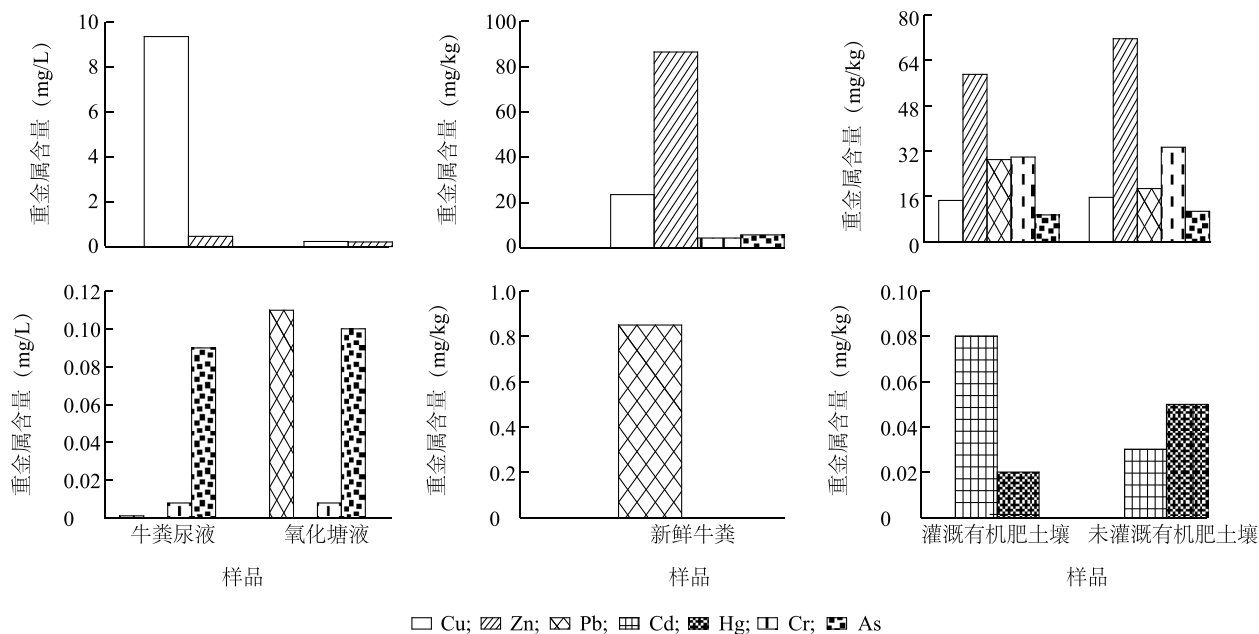 重金属含量（mg/L）
10
8
6
4
2
0
重金属含量（mg/kg）
100
80
60
40
20
0
重金属含量（mg/kg）
80
64
48
32
16
0
重金属含量（mg/L）
0.12
0.10
0.08
0.06
0.04
0.02
0
牛粪尿液 氧化塘液
样品
重金属含量（mg/kg）
1.0
0.8
0.6
0.4
0.2
0
新鲜牛粪
样品
重金属含量（mg/kg）
0.10
0.08
0.06
0.04
0.02
0
灌溉有机肥土壤 未灌溉有机肥土壤
样品
Cu; Zn; Pb; Cd; Hg; Cr; As